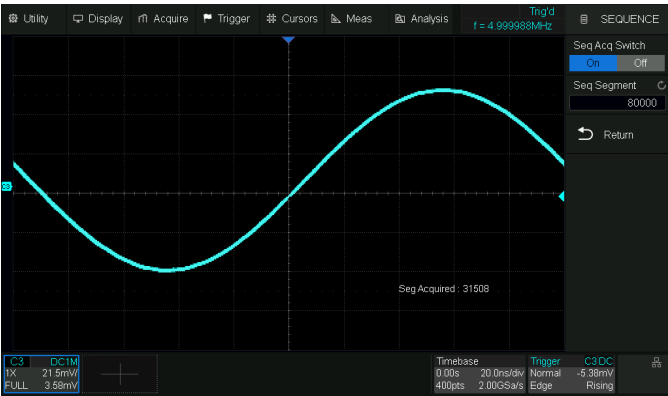 Utility Display Acquire Trigger Cursors Meas Analysis Trig'd
f = 4.999988MHz
SEQUENCE
Seq Acq Switch
On Off
Seq Segment
80000
Return
C3
Seg Acquired : 31508
C3 DC1M
1X 21.5mV/
FULL 3.58mV
Timebase
0.00s 20.0ns/div
400pts 2.00GSa/s
Trigger C3 DC
Normal -5.38mV
Edge Rising